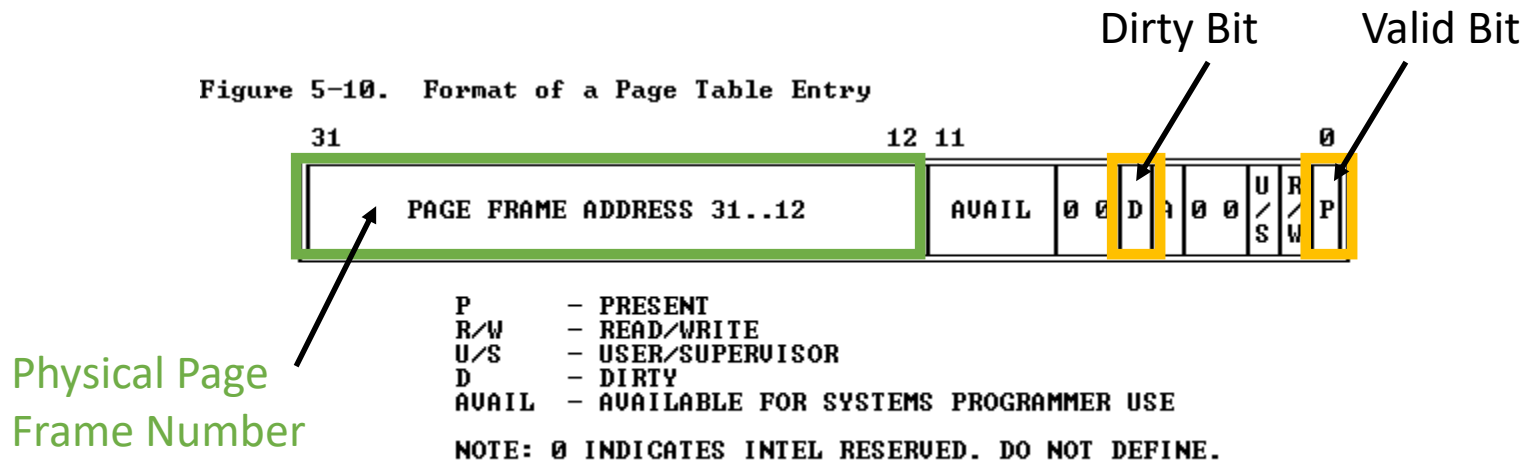 Dirty Bit Valid Bit
Figure 5-10. Format of a Page Table Entry
31 12 11 0
PAGE FRAME ADDRESS 31..12 AVAIL 0 0 D A 0 0 U/S R/W P
P - PRESENT
R/W - READ/WRITE
U/S - USER/SUPERVISOR
D - DIRTY
AVAIL - AVAILABLE FOR SYSTEMS PROGRAMMER USE
Physical Page
Frame Number
NOTE: 0 INDICATES INTEL RESERVED. DO NOT DEFINE.